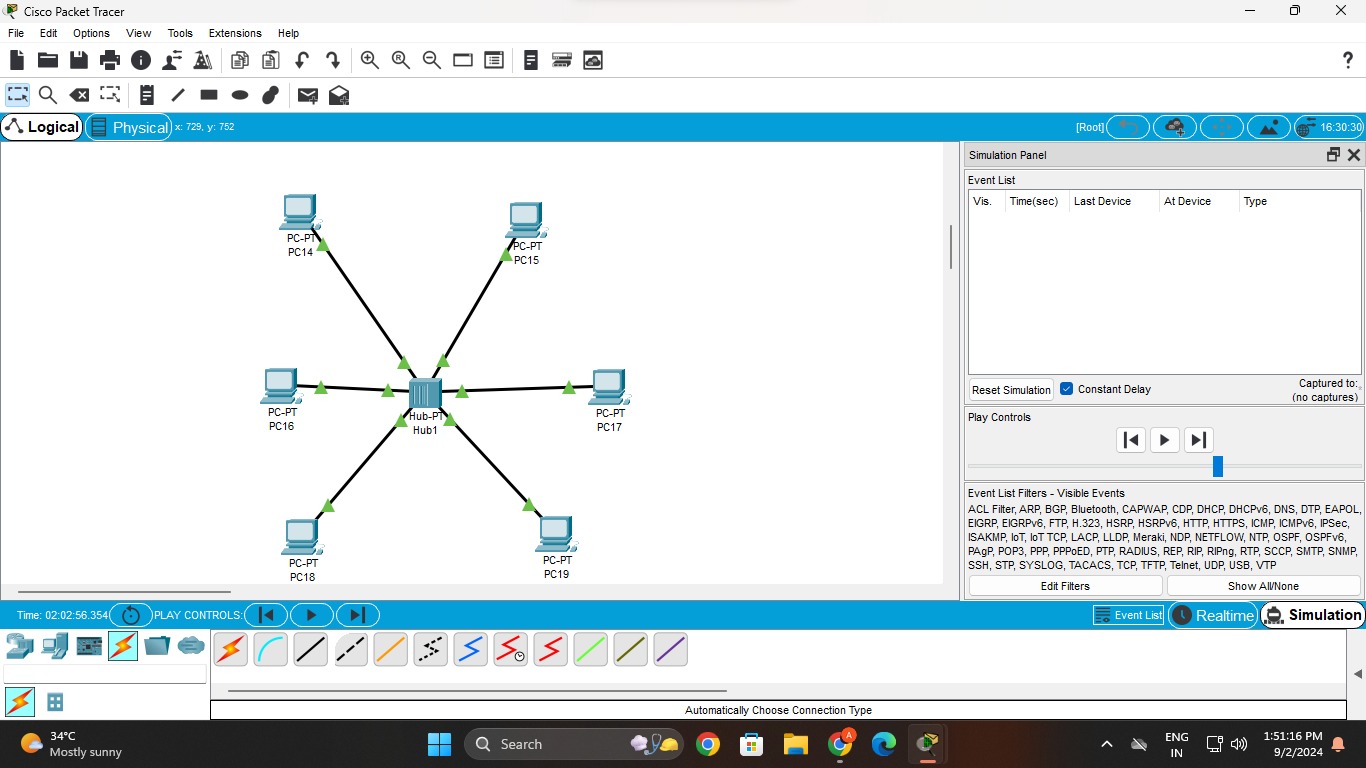 Cisco Packet Tracer
File Edit Options View Tools Extensions Help
R
?
Logical Physical x: 729, y: 752 [Root] 16:30:30
Simulation Panel
Event List
Vis. Time(sec) Last Device At Device Type
PC-PT
PC14
PC-PT
PC15
PC-PT
PC16
Hub-PT
Hub1
PC-PT
PC17
PC-PT
PC18
PC-PT
PC19
Reset Simulation Constant Delay Captured to:
(no captures)
Play Controls
Event List Filters - Visible Events
ACL Filter, ARP, BGP, Bluetooth, CAPWAP, CDP, DHCP, DHCPv6, DNS, DTP, EAPOL,
EIGRP, EIGRPv6, FTP, H.323, HSRP, HSRPv6, HTTP, HTTPS, ICMP, ICMPv6, IPSec,
ISAKMP, IoT, IoT TCP, LACP, LLDP, Meraki, NDP, NETFLOW, NTP, OSPF, OSPFv6,
PAgP, POP3, PPP, PPPoED, PTP, RADIUS, REP, RIP, RIPng, RTP, SCCP, SMTP, SNMP,
SSH, STP, SYSLOG, TACACS, TCP, TFTP, Telnet, UDP, USB, VTP
Edit Filters Show All/None
Time: 02:02:56.354 PLAY CONTROLS: Event List Realtime Simulation
Automatically Choose Connection Type
34°C
Mostly sunny
Search
A
ENG
IN
1:51:16 PM
9/2/2024